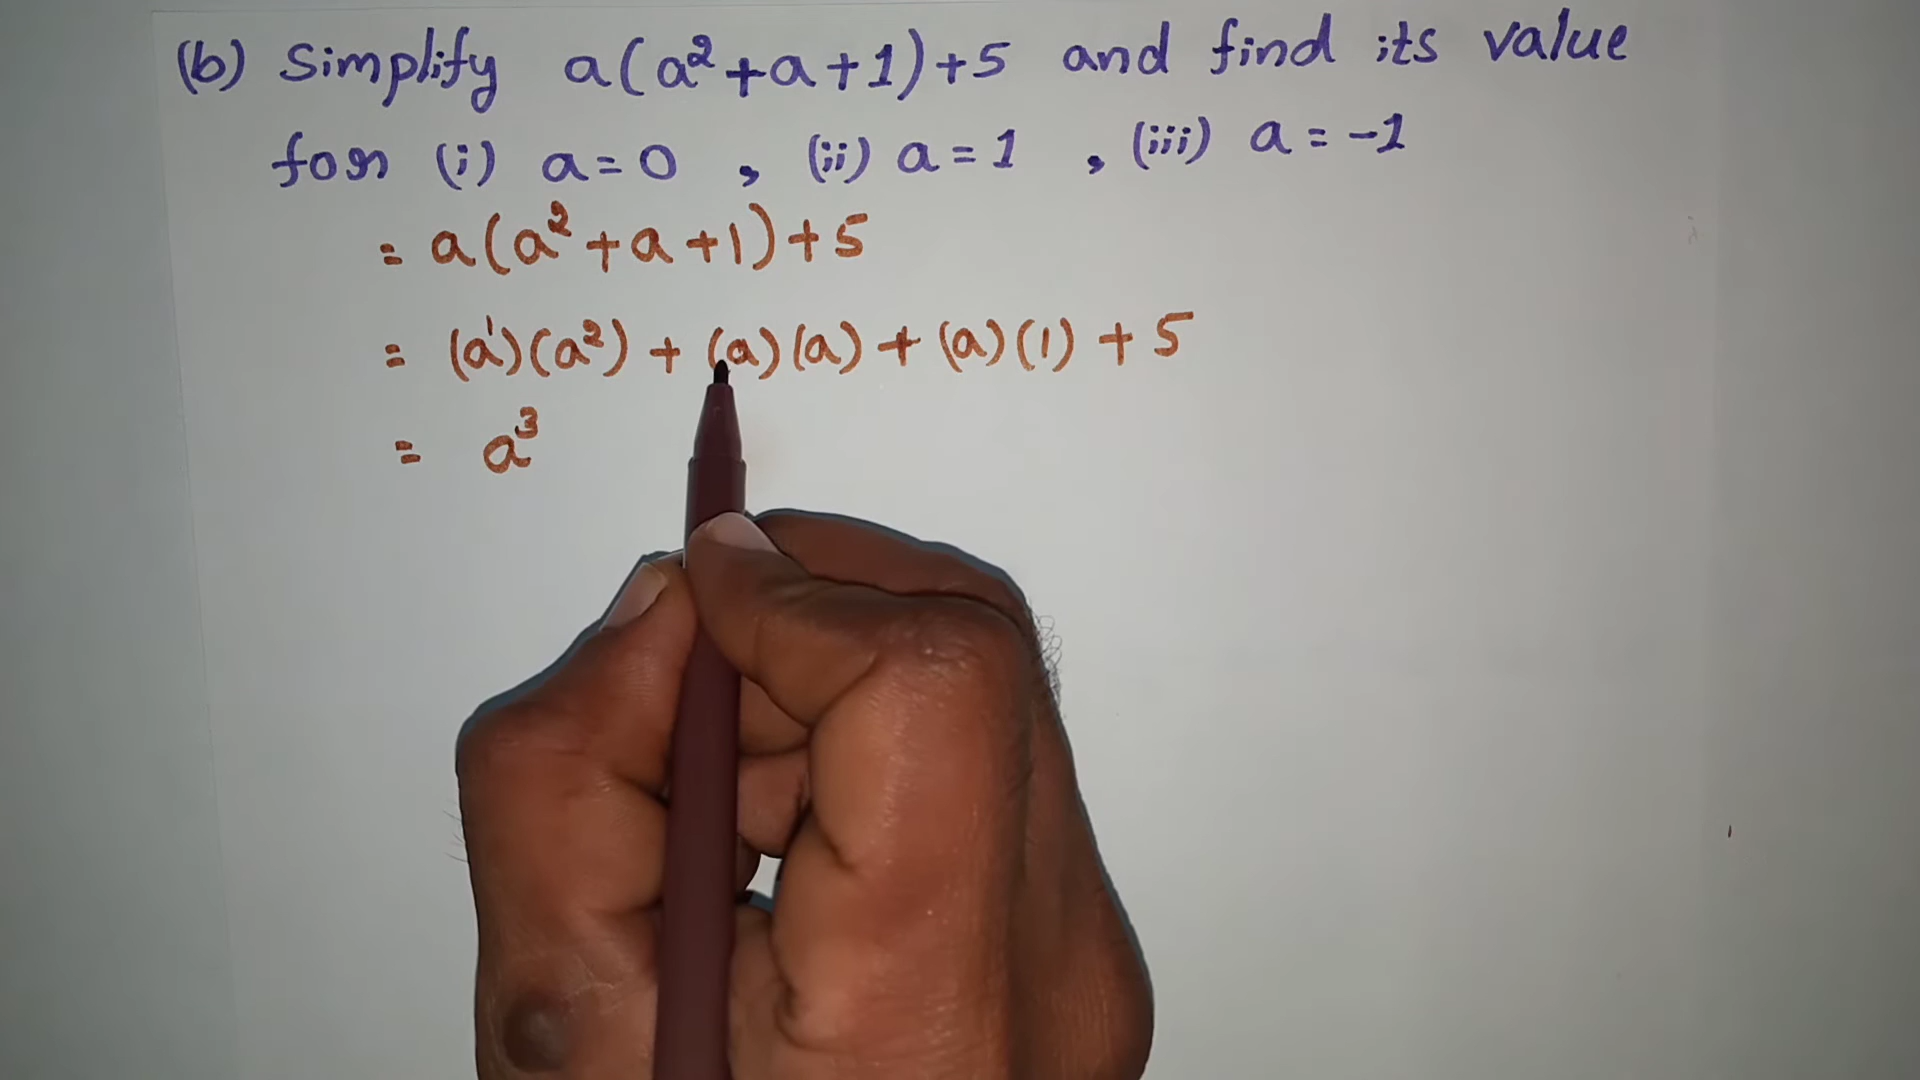 (b) Simplify a(a²+a+1)+5 and find its value
for (i) a=0 , (ii) a=1 , (iii) a=-1
= a(a²+a+1)+5
= (a¹)(a²) + (a)(a) + (a)(1) + 5
= a³